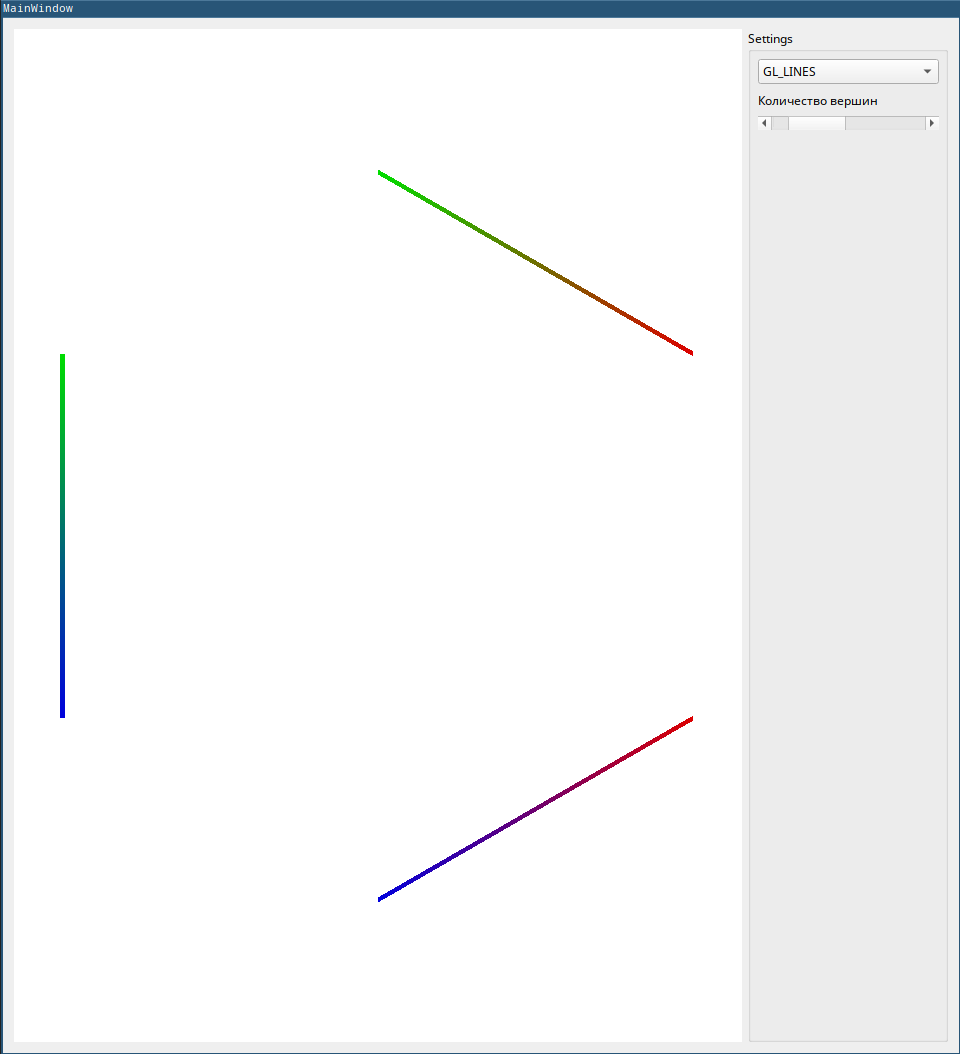 MainWindow
Settings
GL_LINES
Количество вершин